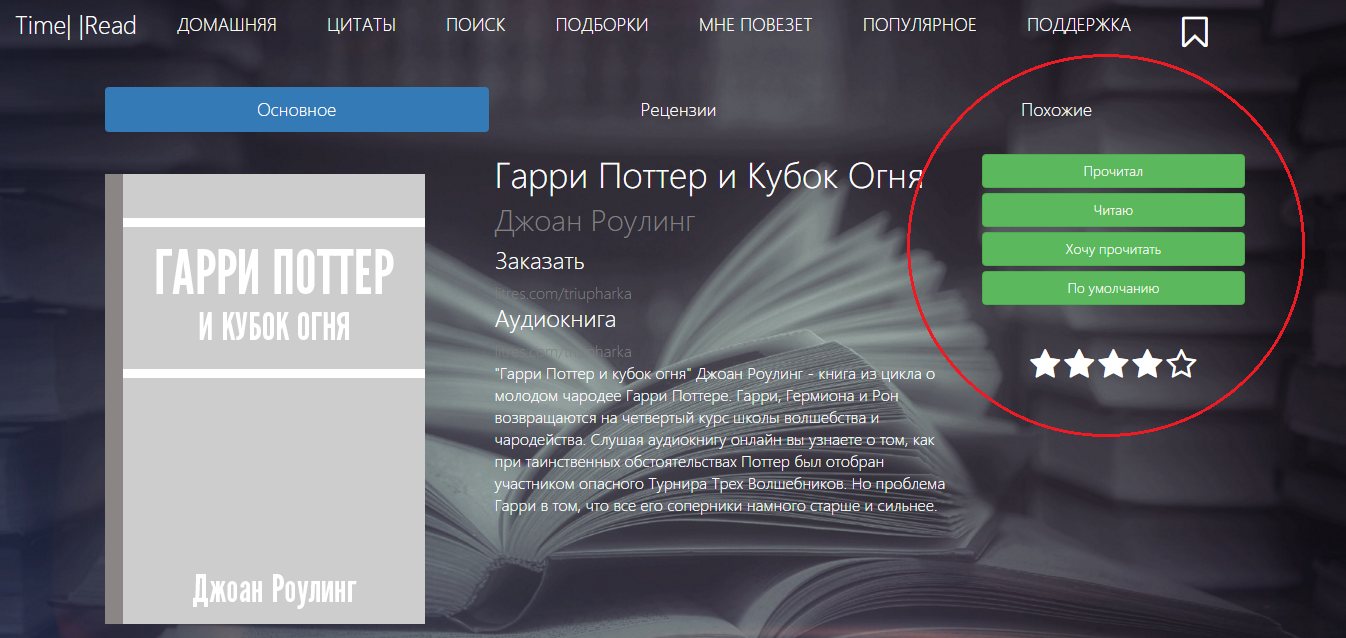 Time| |Read ДОМАШНЯЯ ЦИТАТЫ ПОИСК ПОДБОРКИ МНЕ ПОВЕЗЕТ ПОПУЛЯРНОЕ ПОДДЕРЖКА
Основное Рецензии Похожие
ГАРРИ ПОТТЕР
И КУБОК ОГНЯ
Джоан Роулинг
Гарри Поттер и Кубок Огня
Джоан Роулинг
Заказать
litres.com/triupharka
Аудиокнига
litres.com/triupharka
"Гарри Поттер и кубок огня" Джоан Роулинг - книга из цикла о
молодом чародее Гарри Поттере. Гарри, Гермиона и Рон
возвращаются на четвертый курс школы волшебства и
чародейства. Слушая аудиокнигу онлайн вы узнаете о том, как
при таинственных обстоятельствах Поттер был отобран
участником опасного Турнира Трех Волшебников. Но проблема
Гарри в том, что все его соперники намного старше и сильнее.
Прочитал
Читаю
Хочу прочитать
По умолчанию